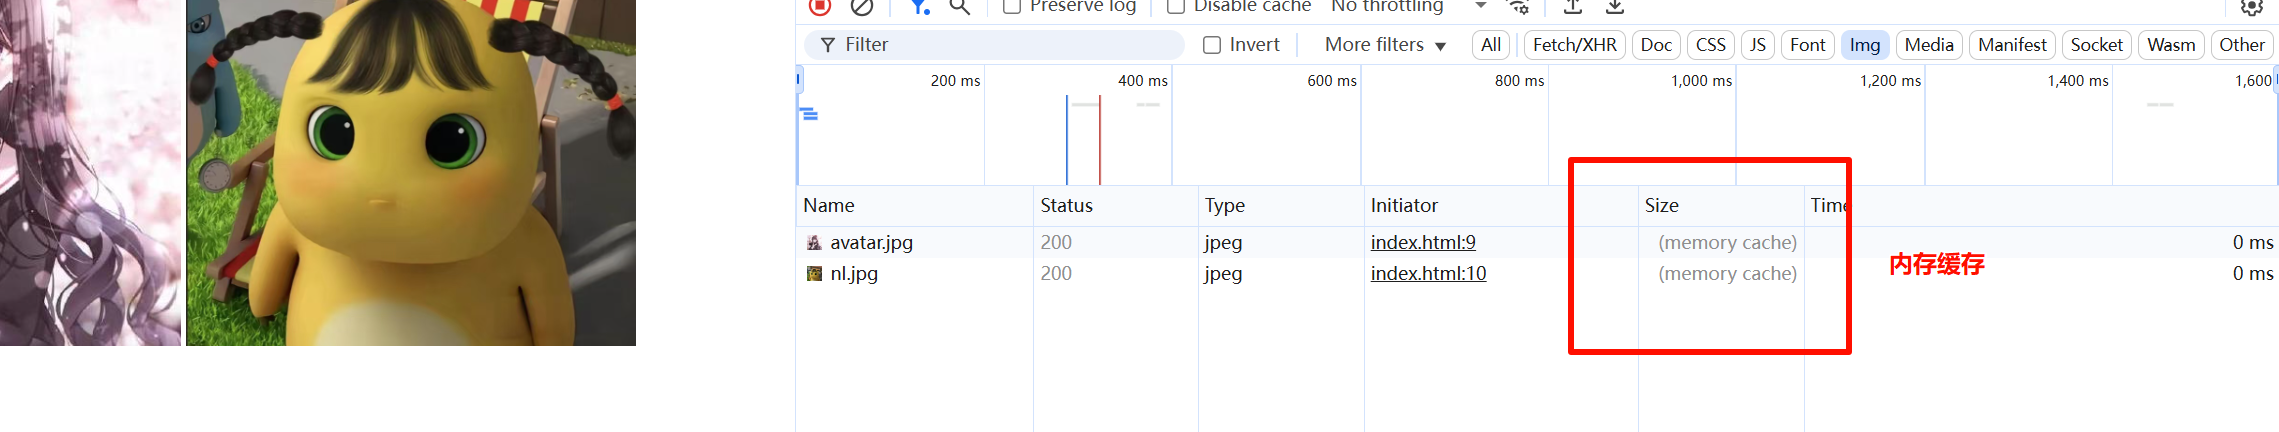 Preserve log Disable cache No throttling
Filter Invert More filters All Fetch/XHR Doc CSS JS Font Img Media Manifest Socket Wasm Other
200 ms 400 ms 600 ms 800 ms 1,000 ms 1,200 ms 1,400 ms 1,600
Name Status Type Initiator Size Time
avatar.jpg 200 jpeg index.html:9 (memory cache) 0 ms
nl.jpg 200 jpeg index.html:10 (memory cache) 0 ms
内存缓存